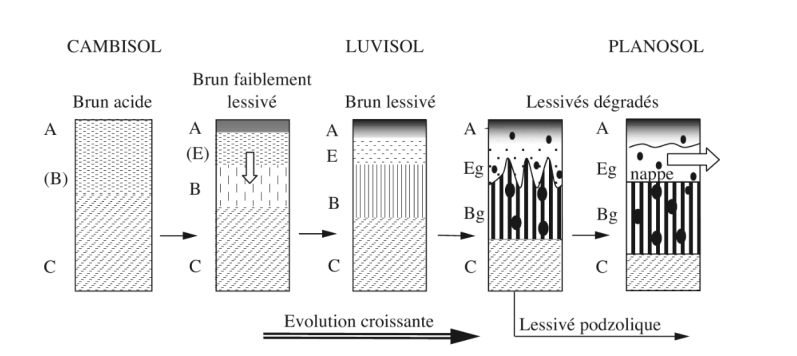 CAMBISOL
LUVISOL
PLANOSOL
Brun acide
Brun faiblement
lessivé
Brun lessivé
Lessivés dégradés
A
(B)
C
A
(E)
B
C
A
E
B
C
A
Eg
Bg
C
A
Eg
nappe
Bg
C
Evolution croissante
Lessivé podzolique